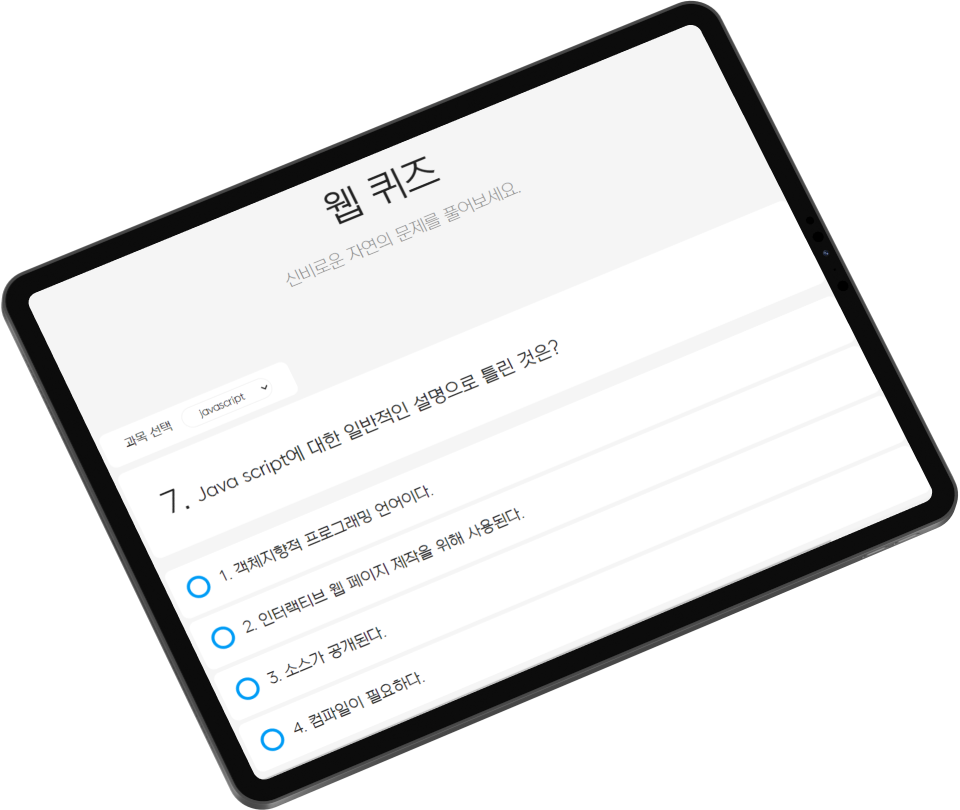 웹 퀴즈
신비로운 자연의 문제를 풀어보세요.
과목 선택 Javascript
7. Java script에 대한 일반적인 설명으로 틀린 것은?
1. 객체지향적 프로그래밍 언어이다.
2. 인터랙티브 웹 페이지 제작을 위해 사용된다.
3. 소스가 공개된다.
4. 컴파일이 필요하다.